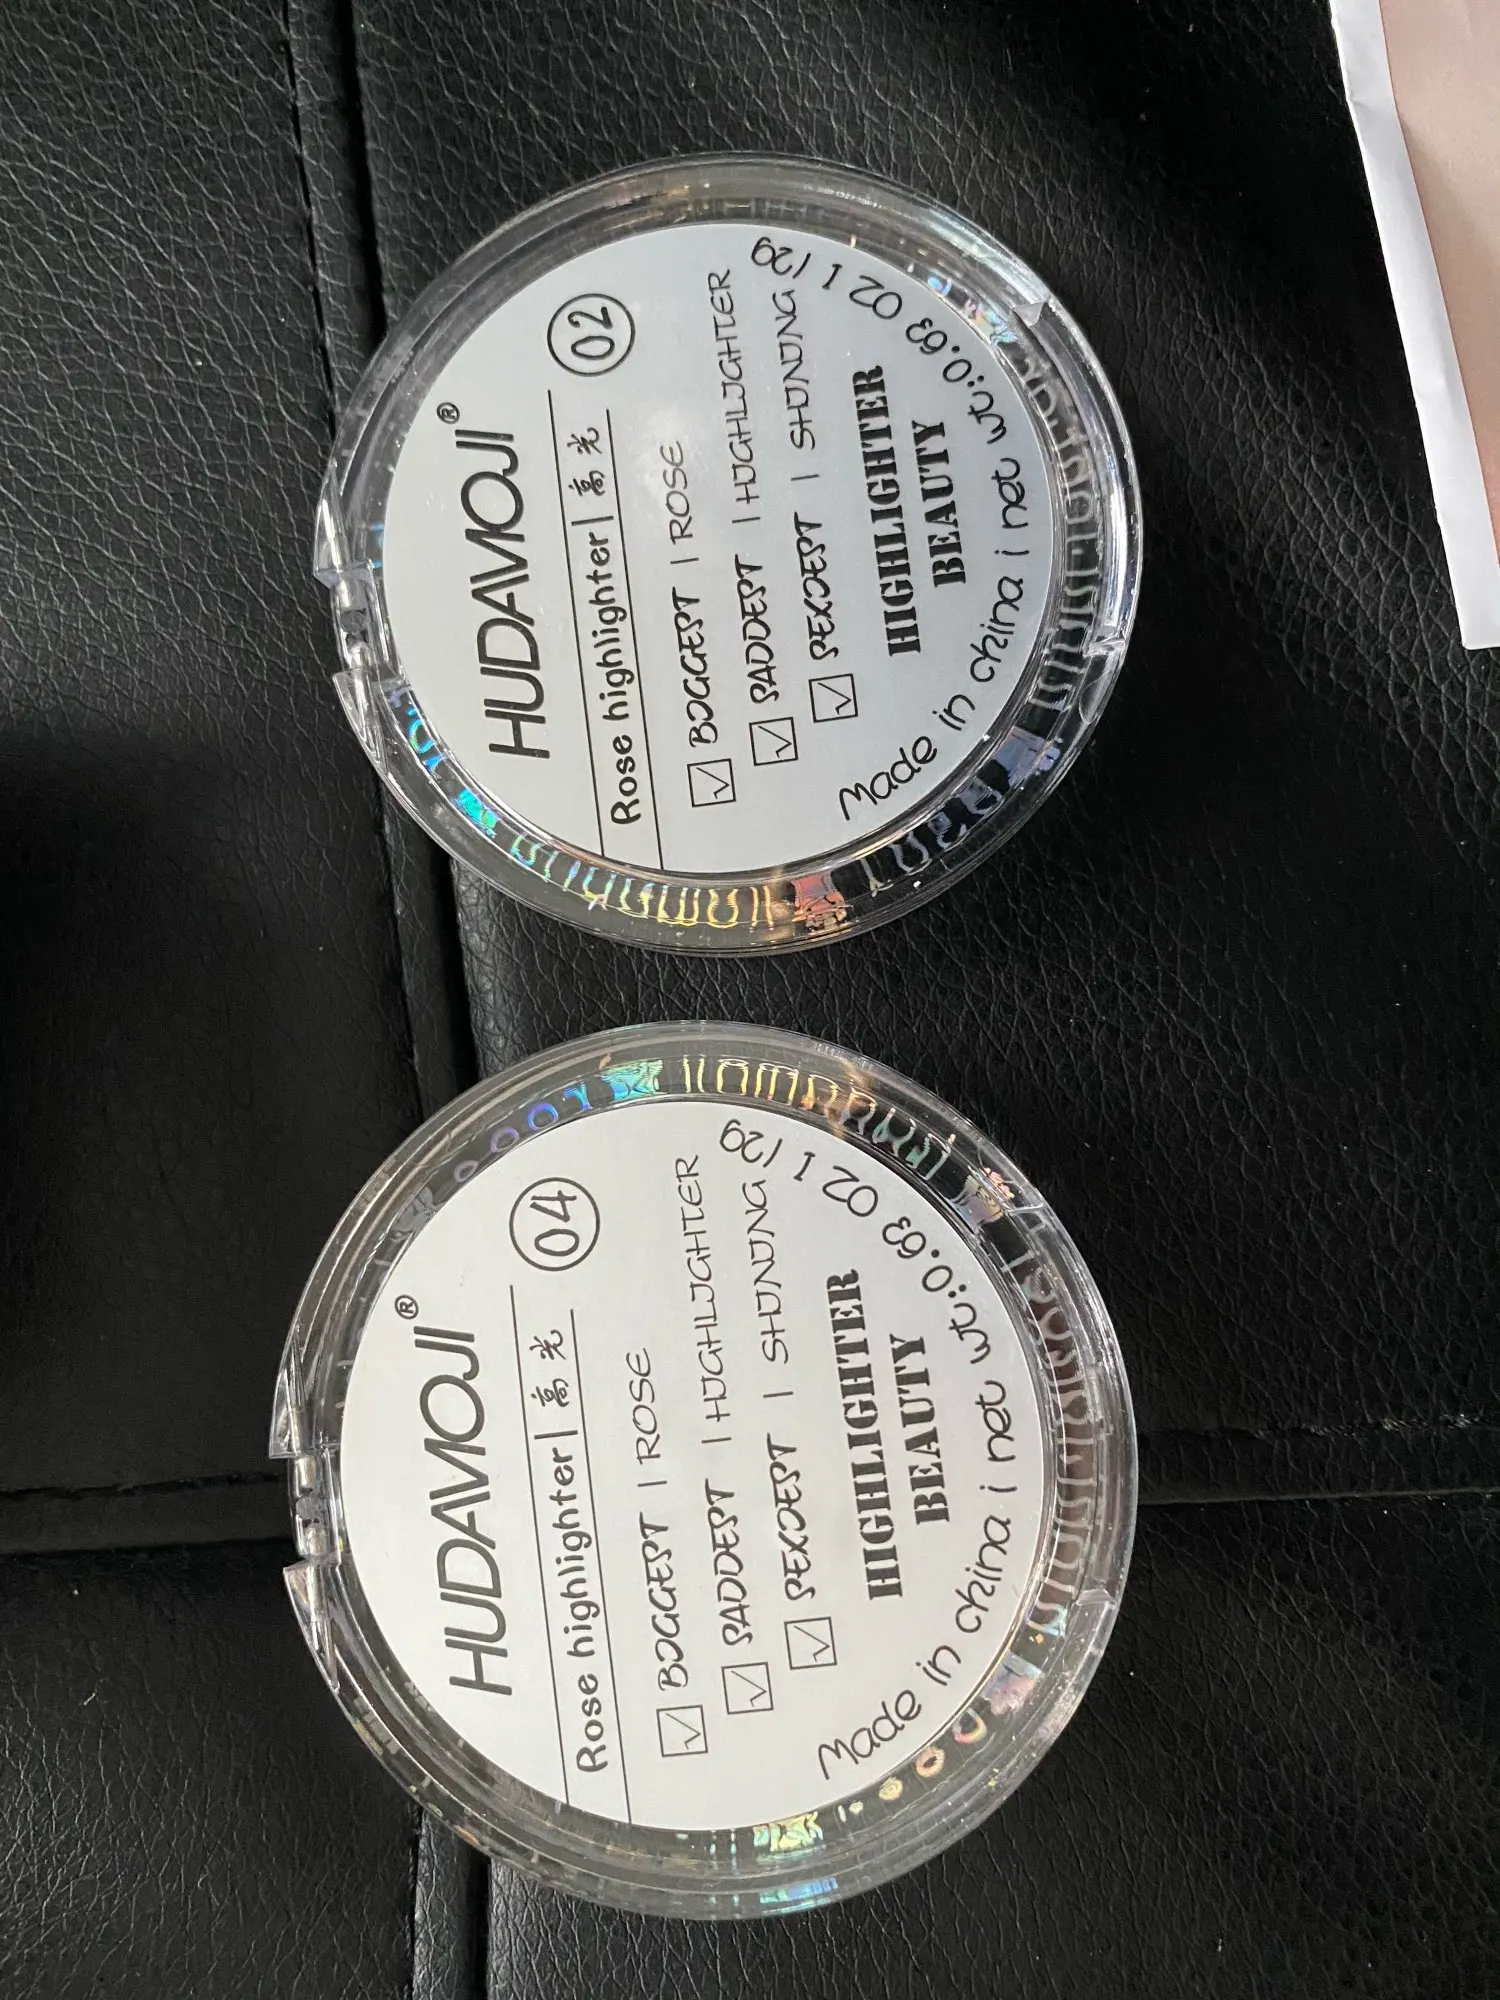 HUDAMOJI®
Rose highlighter | 高光 02
☑ BOGGEST | ROSE
☑ SADDEST | HIGHLIGHTER
☑ SEXOEST | SHINING
HIGHLIGHTER
BEAUTY
Made in china i net wt:0.63 OZ 1 12g
HUDAMOJI®
Rose highlighter | 高光 04
☑ BOGGEST | ROSE
☑ SADDEST | HIGHLIGHTER
☑ SEXOEST | SHINING
HIGHLIGHTER
BEAUTY
Made in china i net wt:0.63 OZ 1 12g